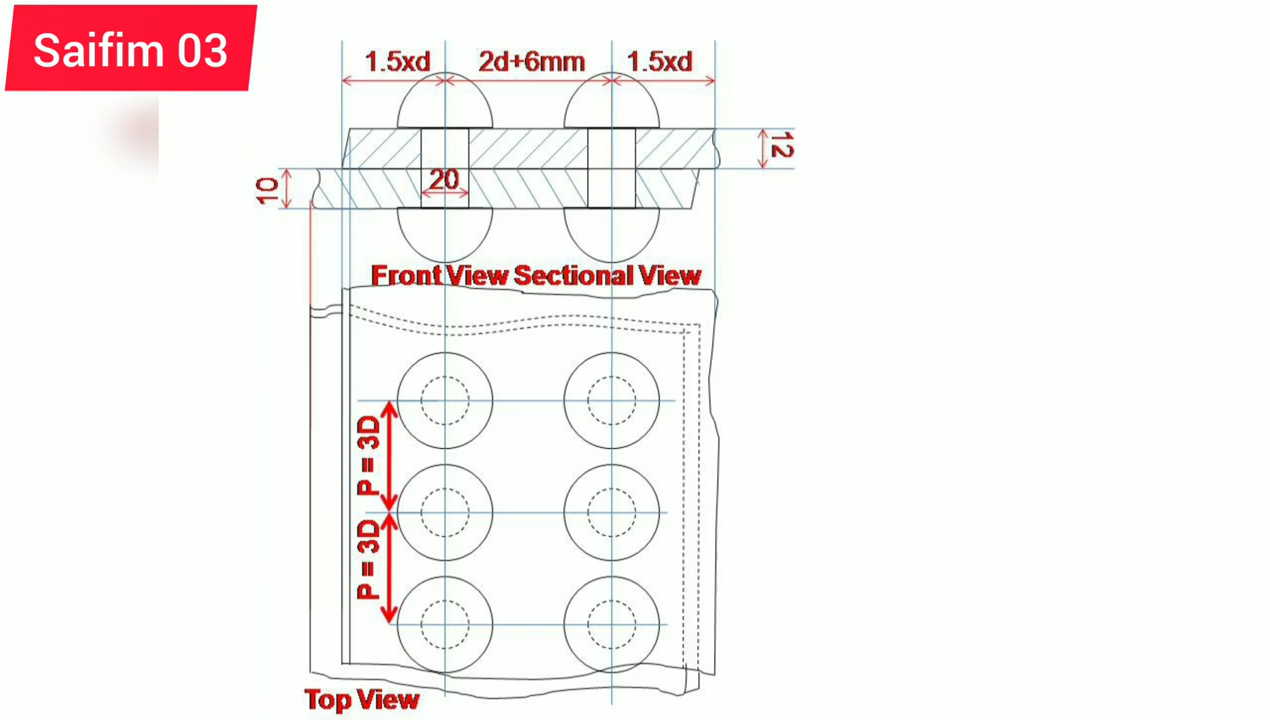 Saifim 03
1.5xd
2d+6mm
1.5xd
12
10
20
Front View Sectional View
P = 3D
P = 3D
Top View